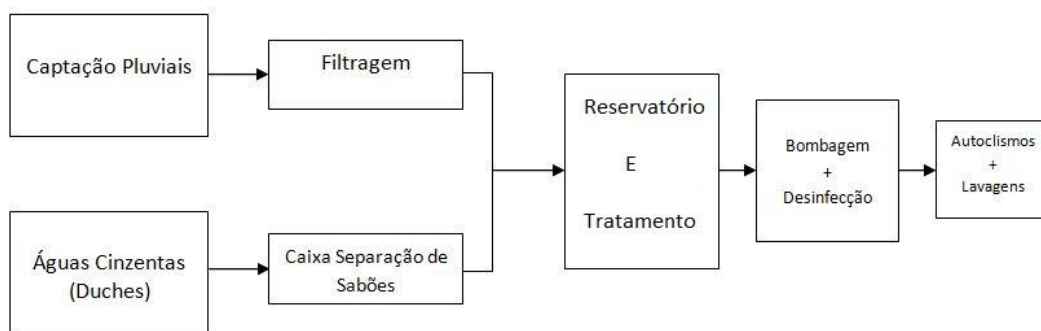 Captação Pluviais
Filtragem
Reservatório
E
Tratamento
Bombagem
+
Desinfecção
Autoclismos
+
Lavagens
Águas Cinzentas
(Duches)
Caixa Separação de
Sabões